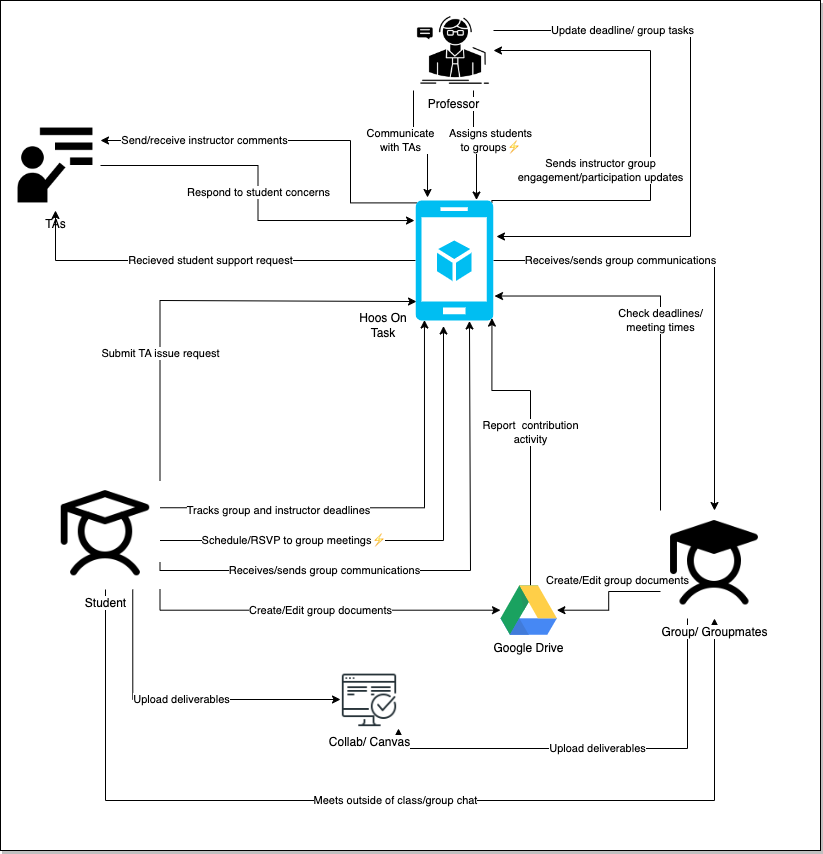 Update deadline/ group tasks
Professor
Communicate
with TAs
Assigns students
to groups⚡
Send/receive instructor comments
Sends instructor group
engagement/participation updates
Respond to student concerns
TAs
Recieved student support request
Receives/sends group communications
Hoos On
Task
Check deadlines/
meeting times
Submit TA issue request
Report contribution
activity
Tracks group and instructor deadlines
Schedule/RSVP to group meetings⚡
Receives/sends group communications
Create/Edit group documents
Student
Create/Edit group documents
Group/ Groupmates
Google Drive
Upload deliverables
Collab/ Canvas
Upload deliverables
Meets outside of class/group chat